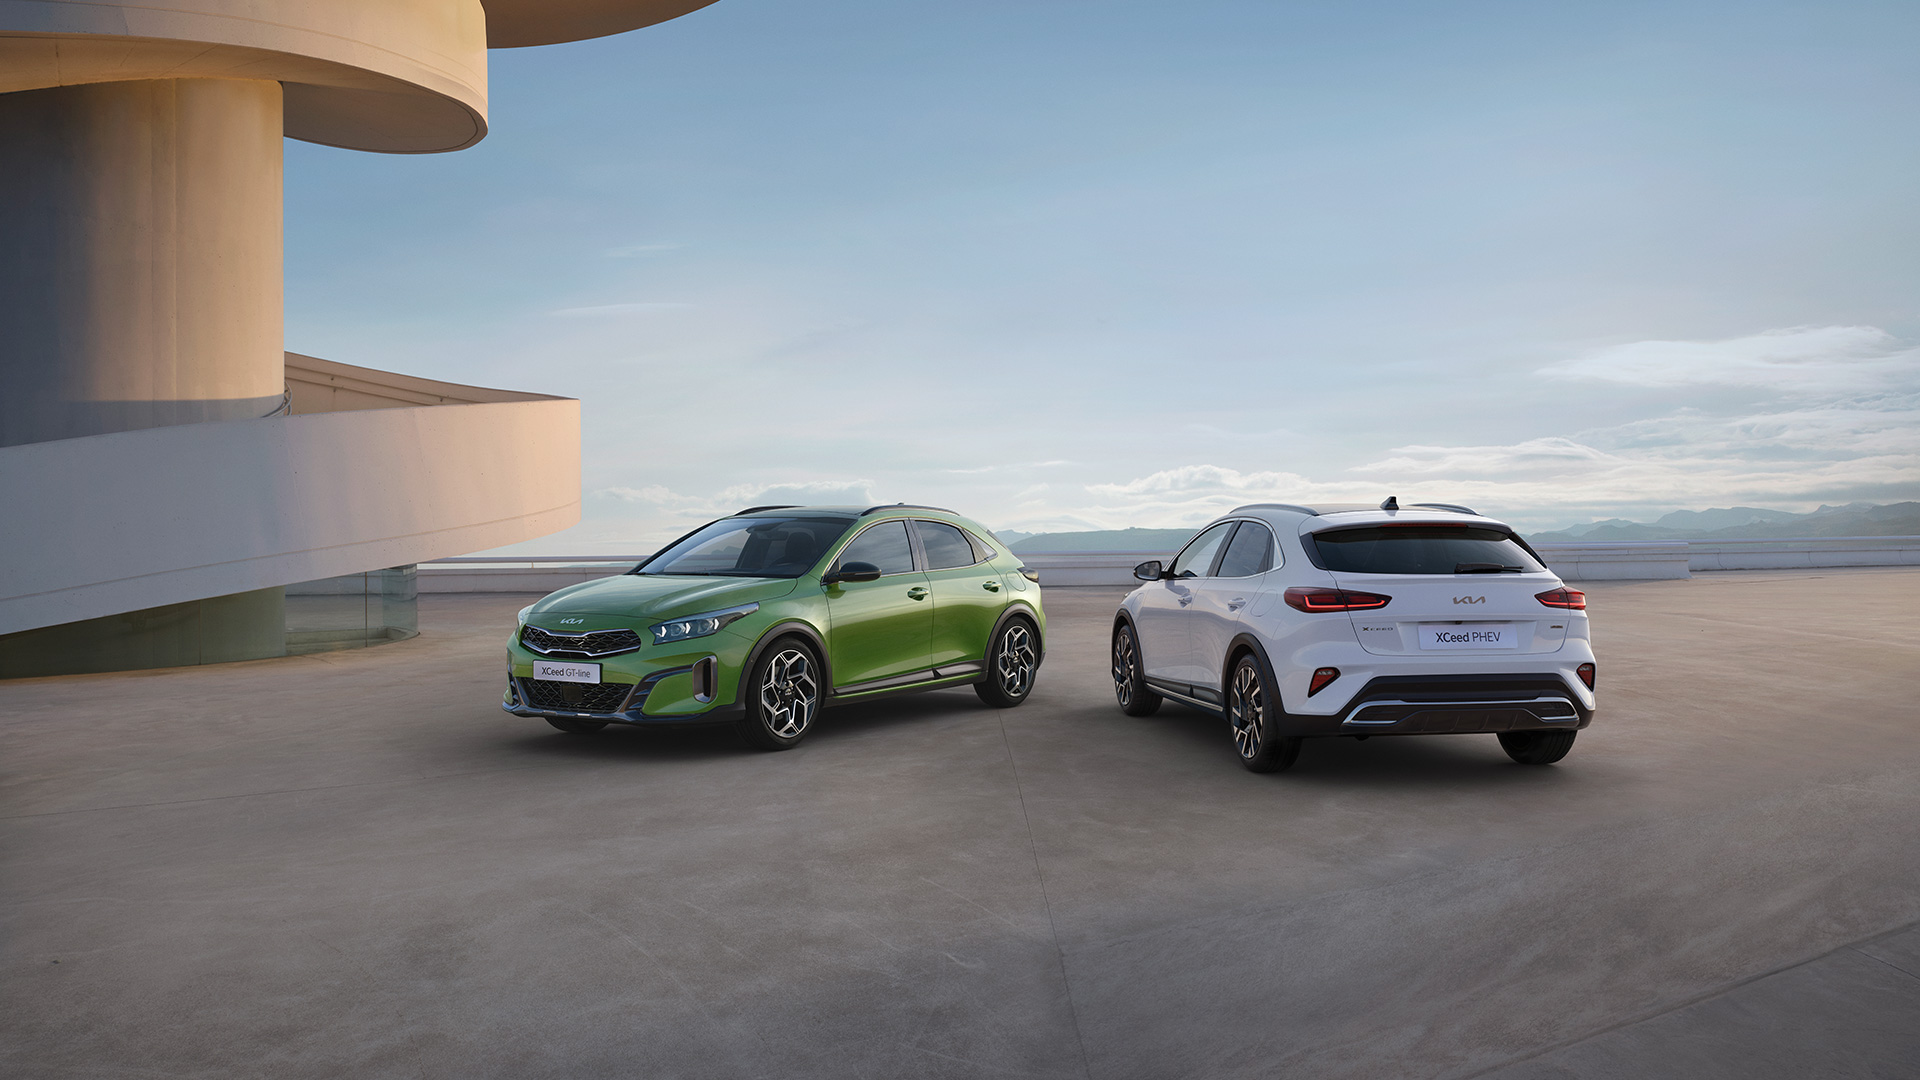 KIA
XCeed GT-line
KIA
XCEED
XCeed PHEV